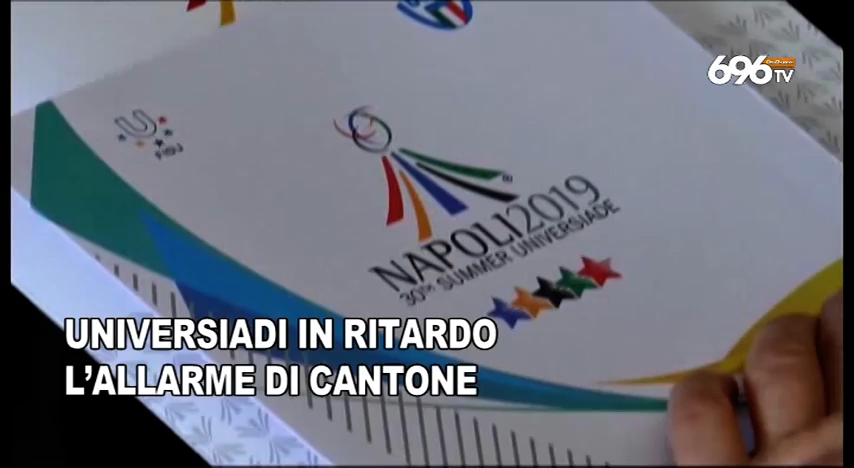 696
TV
FISU
NAPOLI2019
30TH SUMMER UNIVERSIADE
UNIVERSIADI IN RITARDO
L'ALLARME DI CANTONE